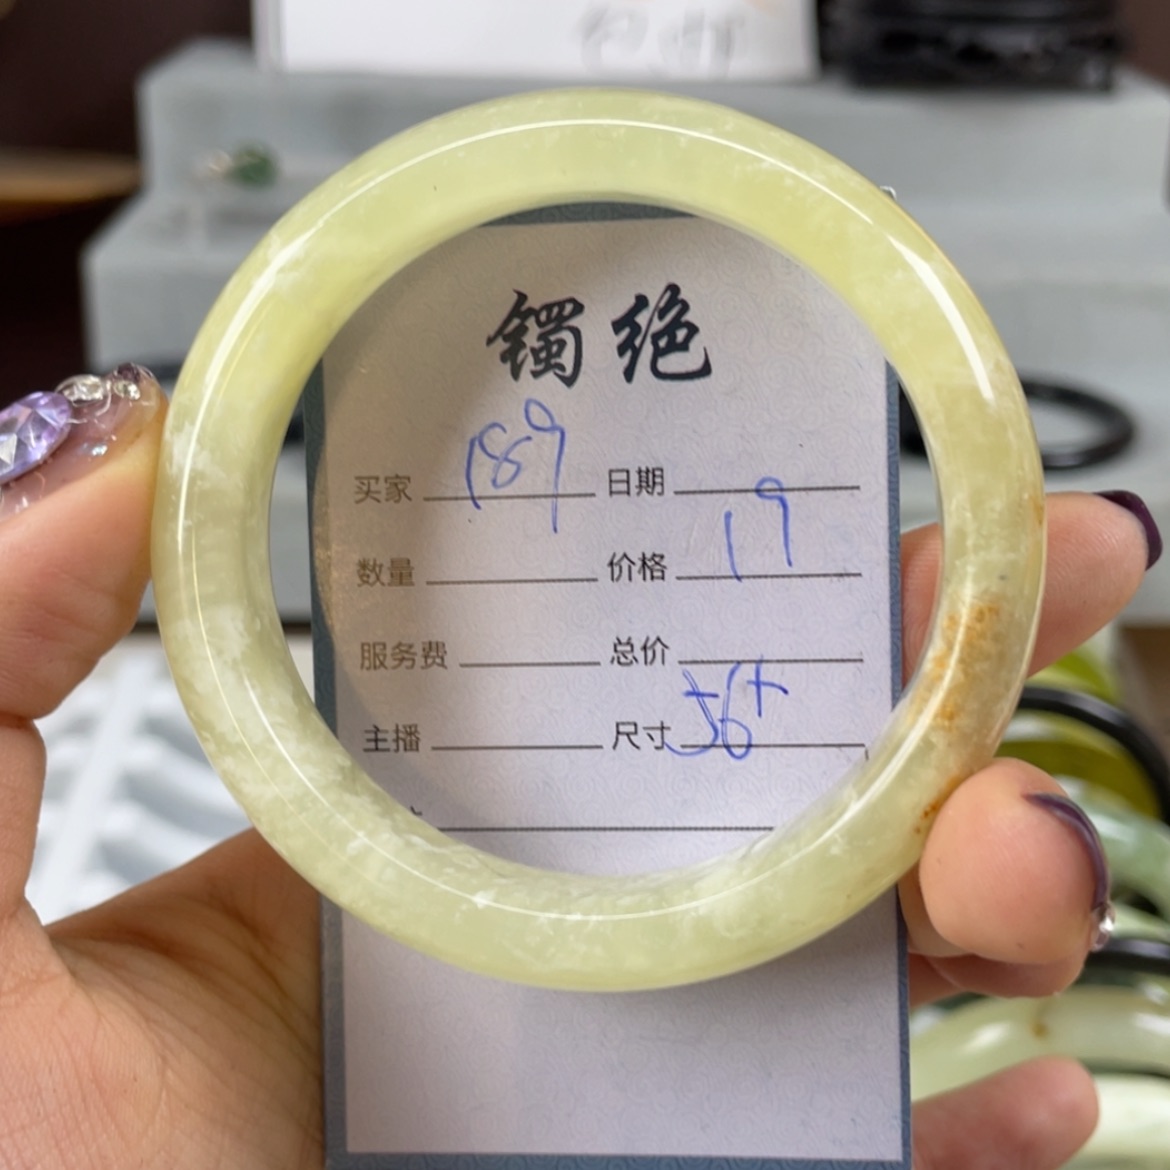 镯绝
买家 189 日期
数量 价格 19
服务费 总价
主播 尺寸 56+